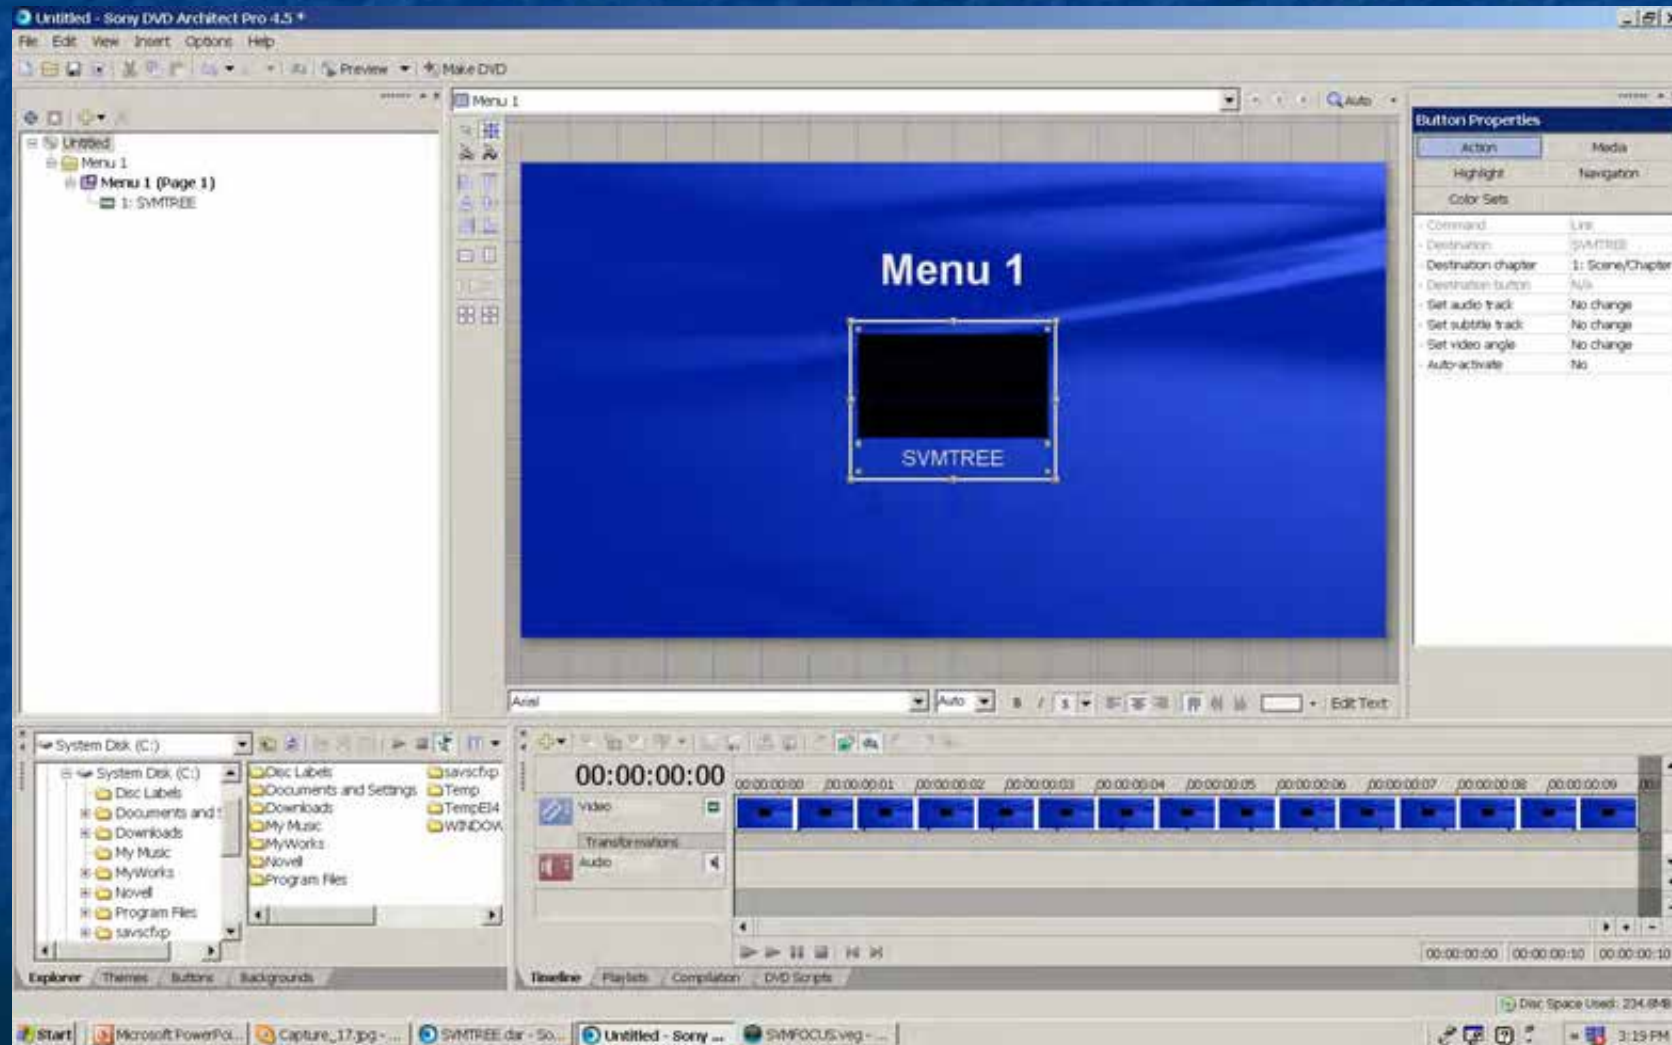 Untitled - Sony DVD Architect Pro 4.5 *
File Edit View Insert Options Help
Preview Make DVD
Menu 1
Auto
Untitled
Menu 1
Menu 1 (Page 1)
1: SVMTREE
Menu 1
SVMTREE
Button Properties
Action Media
Highlight Navigation
Color Sets
Command Link
Destination SVMTREE
Destination chapter 1: Scene/Chapter
Destination button N/A
Set audio track No change
Set subtitle track No change
Set video angle No change
Auto-activate No
Arial Auto B I s Edit Text
System Disk (C:)
System Disk (C:)
Disc Labels
Documents and S
Downloads
My Music
MyWorks
Novell
Program Files
savscfxp
Disc Labels
Documents and Settings
Downloads
My Music
MyWorks
Novell
Program Files
savscfxp
Temp
TempEI4
WINDOW
Explorer Themes Buttons Backgrounds
00:00:00:00
00:00:00:00 00:00:00:01 00:00:00:02 00:00:00:03 00:00:00:04 00:00:00:05 00:00:00:06 00:00:00:07 00:00:00:08 00:00:00:09
Video
Transformations
Audio
00:00:00:00 00:00:00:10 00:00:00:10
Timeline Playlists Compilation DVD Scripts
Disc Space Used: 234.6MB
Start Microsoft PowerPoi... Capture_17.jpg - ... SVMTREE.dar - So... Untitled - Sony ... SVMFOCUS.veg - ... 3:19 PM